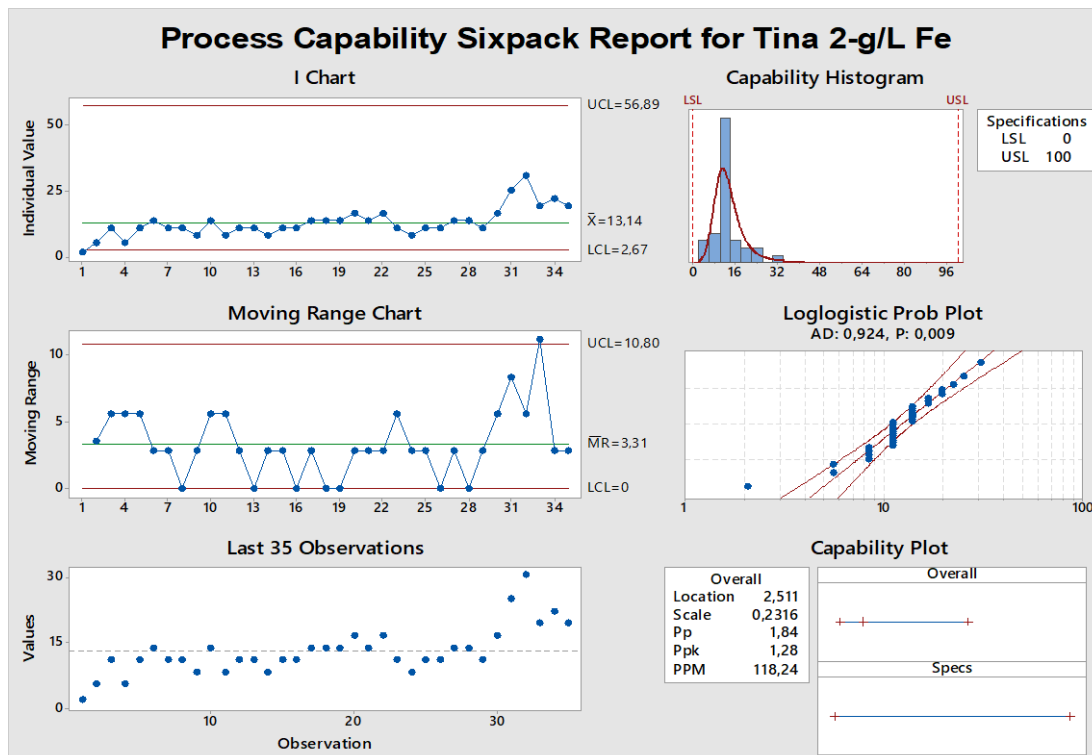 Process Capability Sixpack Report for Tina 2-g/L Fe
I Chart
Individual Value
50
25
0
UCL=56,89
X̄=13,14
LCL=2,67
1 4 7 10 13 16 19 22 25 28 31 34
Capability Histogram
LSL USL
0 16 32 48 64 80 96
Specifications
LSL 0
USL 100
Moving Range Chart
Moving Range
10
5
0
UCL=10,80
M̄R̄=3,31
LCL=0
1 4 7 10 13 16 19 22 25 28 31 34
Loglogistic Prob Plot
AD: 0,924, P: 0,009
1 10 100
Last 35 Observations
Values
30
15
0
10 20 30
Observation
Capability Plot
Overall
Location 2,511
Scale 0,2316
Pp 1,84
Ppk 1,28
PPM 118,24
Overall
Specs